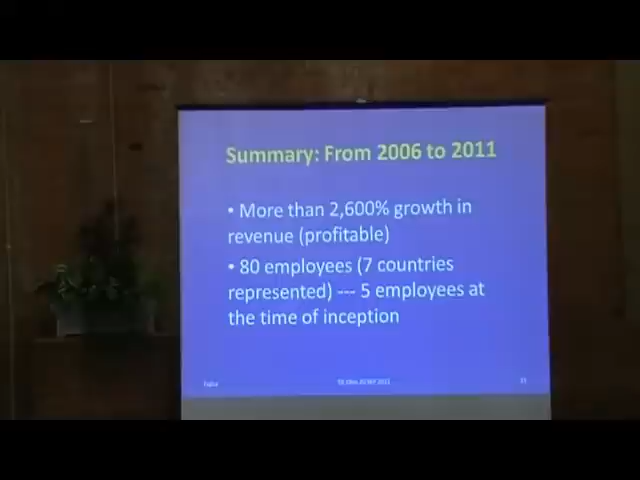 Summary: From 2006 to 2011
• More than 2,600% growth in
revenue (profitable)
• 80 employees (7 countries
represented) --- 5 employees at
the time of inception